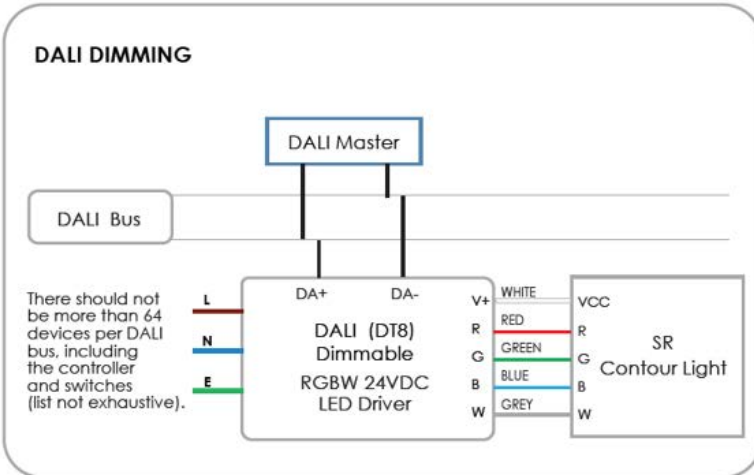 DALI DIMMING
DALI Master
DALI Bus
There should not
be more than 64
devices per DALI
bus, including
the controller
and switches
(list not exhaustive).
L
N
E
DA+ DA-
DALI (DT8)
Dimmable
RGBW 24VDC
LED Driver
V+
R
G
B
W
WHITE
RED
GREEN
BLUE
GREY
VCC
R
G
B
W
SR
Contour Light